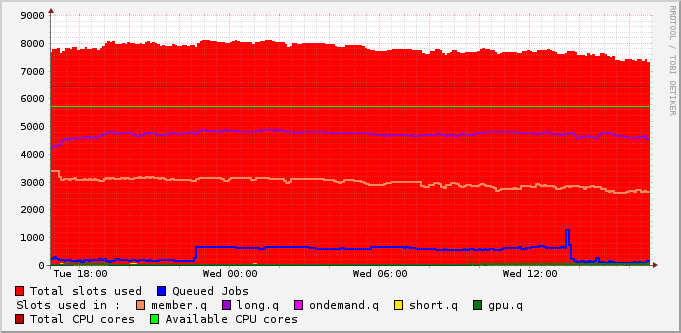 9000
8000
7000
6000
5000
4000
3000
2000
1000
0
Tue 18:00 Wed 00:00 Wed 06:00 Wed 12:00
RRDTOOL / TOBI OETIKER
Total slots used Queued Jobs
Slots used in : member.q long.q ondemand.q short.q gpu.q
Total CPU cores Available CPU cores